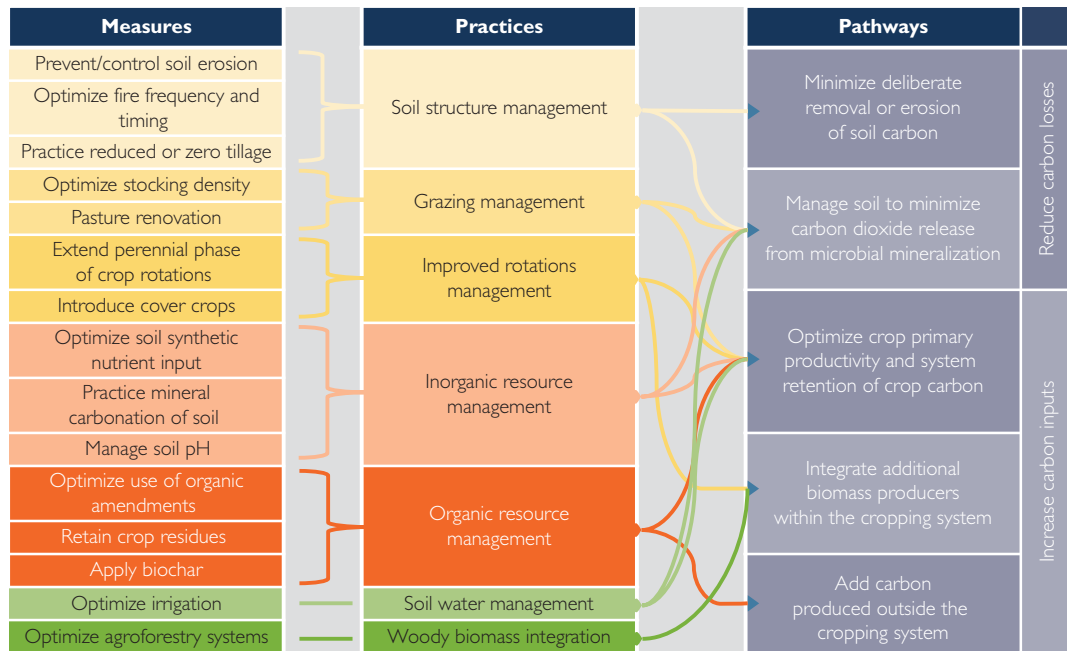 Measures
Practices
Pathways
Prevent/control soil erosion
Optimize fire frequency and
timing
Practice reduced or zero tillage
Optimize stocking density
Pasture renovation
Extend perennial phase
of crop rotations
Introduce cover crops
Optimize soil synthetic
nutrient input
Practice mineral
carbonation of soil
Manage soil pH
Optimize use of organic
amendments
Retain crop residues
Apply biochar
Optimize irrigation
Optimize agroforestry systems
Soil structure management
Grazing management
Improved rotations
management
Inorganic resource
management
Organic resource
management
Soil water management
Woody biomass integration
Minimize deliberate
removal or erosion
of soil carbon
Manage soil to minimize
carbon dioxide release
from microbial mineralization
Optimize crop primary
productivity and system
retention of crop carbon
Integrate additional
biomass producers
within the cropping system
Add carbon
produced outside the
cropping system
Reduce carbon losses
Increase carbon inputs